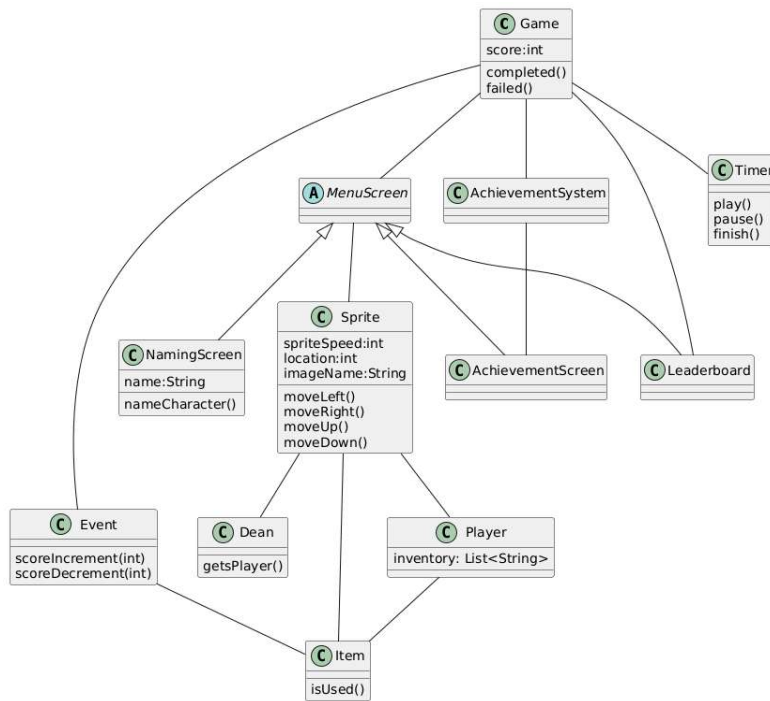 C Game
score:int
completed()
failed()
A MenuScreen
C AchievementSystem
C Timer
play()
pause()
finish()
C NamingScreen
name:String
nameCharacter()
C Sprite
spriteSpeed:int
location:int
imageName:String
moveLeft()
moveRight()
moveUp()
moveDown()
C AchievementScreen
C Leaderboard
C Event
scoreIncrement(int)
scoreDecrement(int)
C Dean
getsPlayer()
C Player
inventory: List<String>
C Item
isUsed()